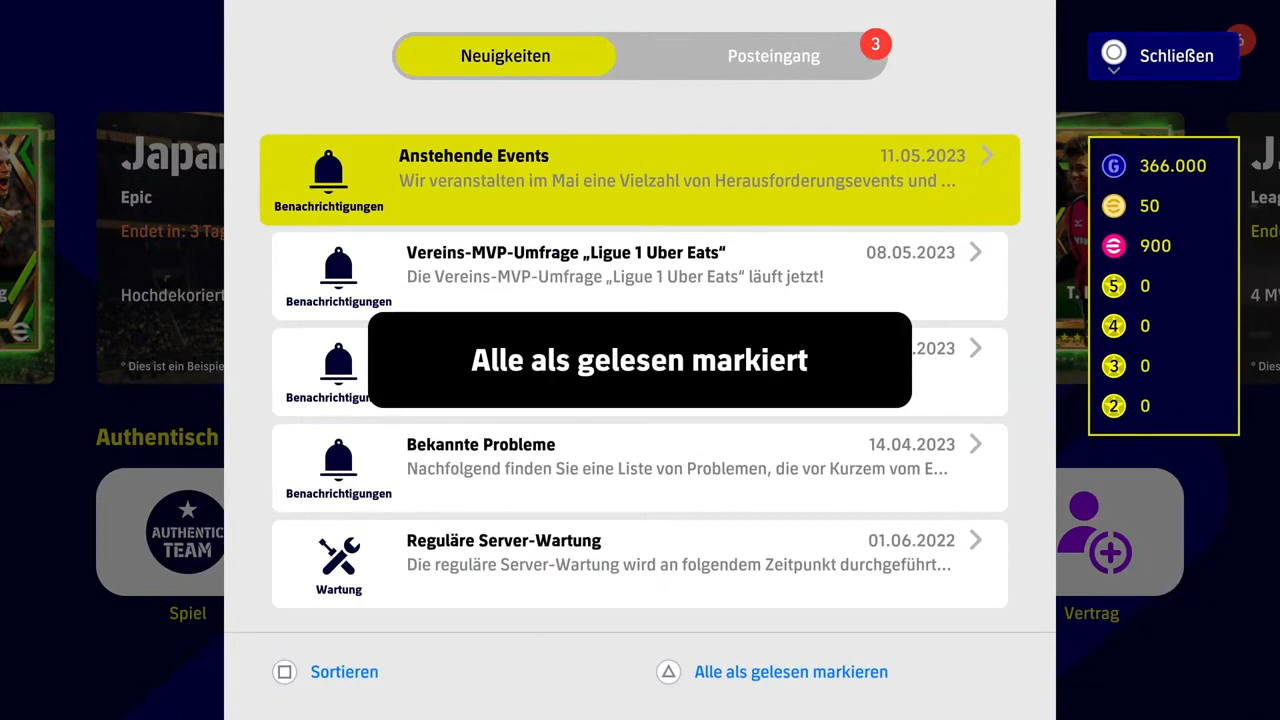 Neuigkeiten
Posteingang
3
Schließen
Anstehende Events
11.05.2023
Wir veranstalten im Mai eine Vielzahl von Herausforderungsevents und ...
Benachrichtigungen
Vereins-MVP-Umfrage „Ligue 1 Uber Eats“
08.05.2023
Die Vereins-MVP-Umfrage „Ligue 1 Uber Eats“ läuft jetzt!
Benachrichtigungen
.2023
Alle als gelesen markiert
Bekannte Probleme
14.04.2023
Nachfolgend finden Sie eine Liste von Problemen, die vor Kurzem vom E...
Benachrichtigungen
Reguläre Server-Wartung
01.06.2022
Die reguläre Server-Wartung wird an folgendem Zeitpunkt durchgeführt...
Wartung
Sortieren
Alle als gelesen markieren
G 366.000
50
900
5 0
4 0
3 0
2 0
Epic
Endet in: 3
Hochdekoriert
* Dies ist ein
Authentisch
AUTHENTIC
TEAM
Spiel
Vertrag
4
* Dies